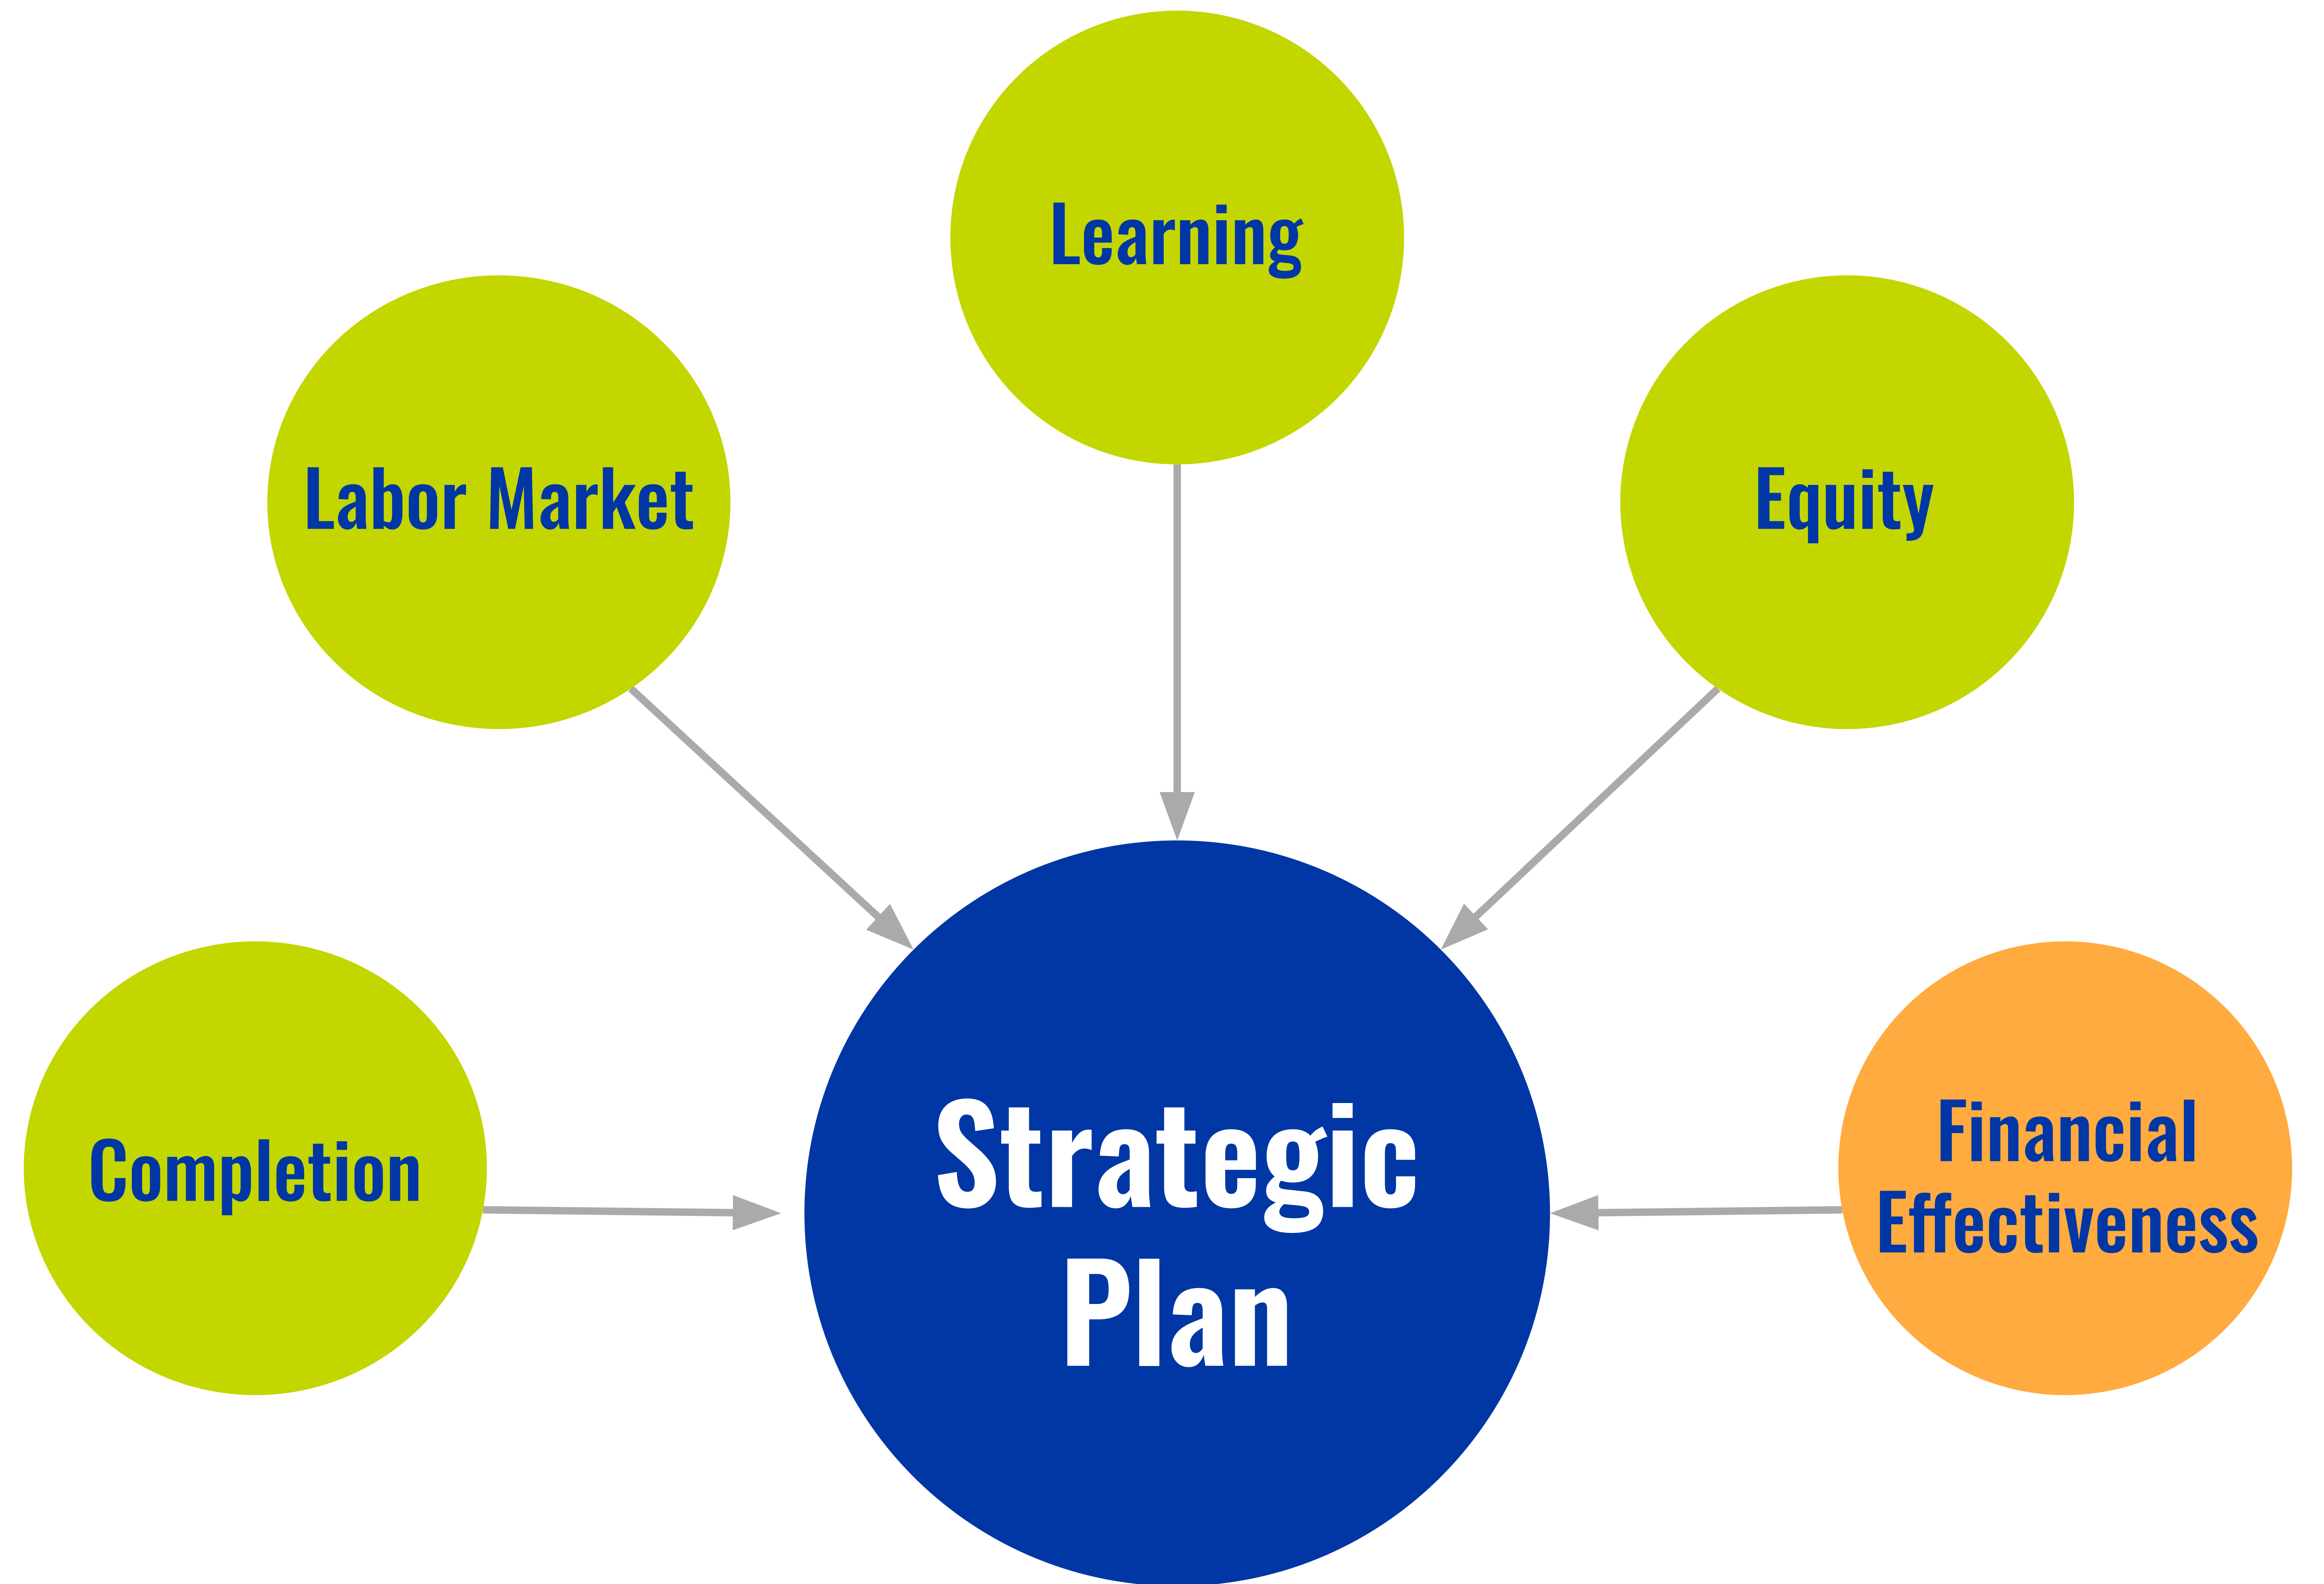 Learning
Labor Market
Equity
Completion
Strategic
Plan
Financial
Effectiveness